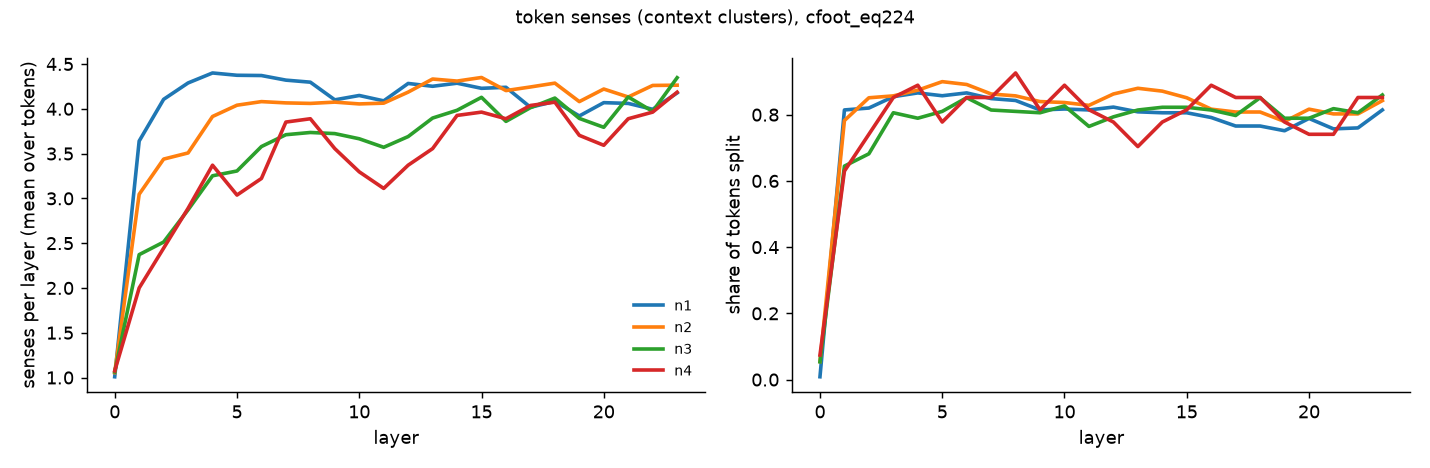 token senses (context clusters), cfoot_eq224
senses per layer (mean over tokens)
4.5
4.0
3.5
3.0
2.5
2.0
1.5
1.0
0
5
10
15
20
layer
n1
n2
n3
n4
share of tokens split
0.8
0.6
0.4
0.2
0.0
0
5
10
15
20
layer